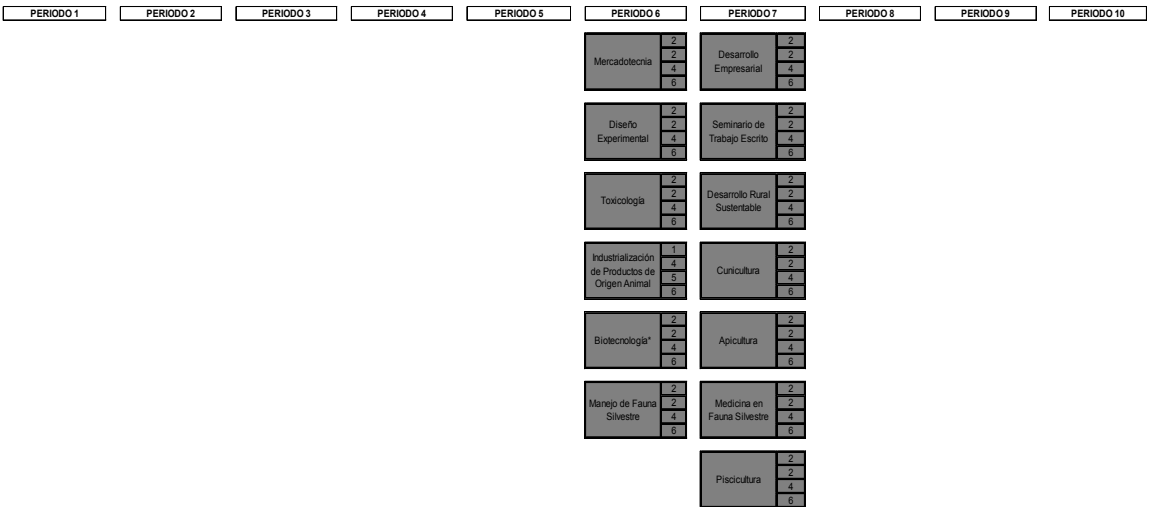 PERIODO 1 PERIODO 2 PERIODO 3 PERIODO 4 PERIODO 5 PERIODO 6 PERIODO 7 PERIODO 8 PERIODO 9 PERIODO 10
Mercadotecnia
2
2
4
6
Desarrollo
Empresarial
2
2
4
6
Diseño
Experimental
2
2
4
6
Seminario de
Trabajo Escrito
2
2
4
6
Toxicología
2
2
4
6
Desarrollo Rural
Sustentable
2
2
4
6
Industrialización
de Productos de
Origen Animal
1
4
5
6
Cunicultura
2
2
4
6
Biotecnología*
2
2
4
6
Apicultura
2
2
4
6
Manejo de Fauna
Silvestre
2
2
4
6
Medicina en
Fauna Silvestre
2
2
4
6
Piscicultura
2
2
4
6